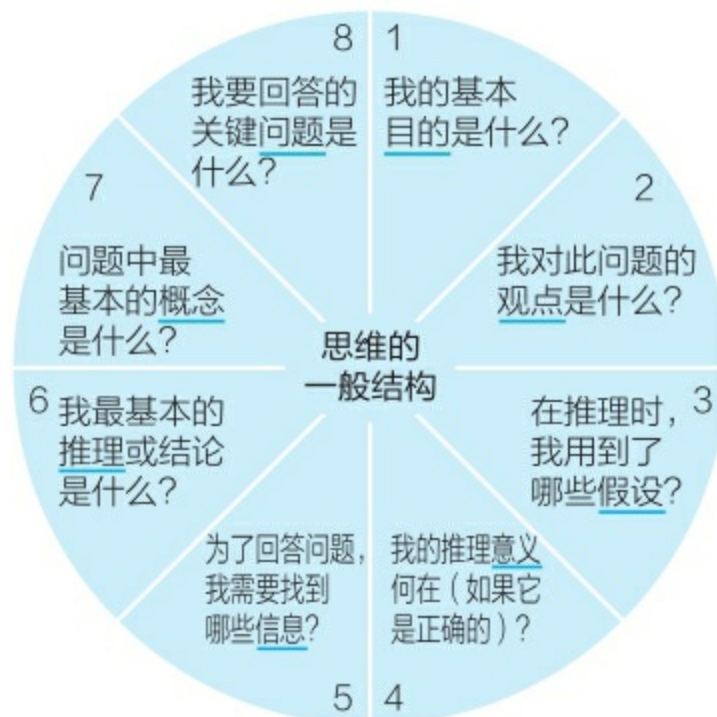 1
我的基本
目的是什么？
2
我对此问题的
观点是什么？
3
在推理时，
我用到了
哪些假设？
4
我的推理意义
何在（如果它
是正确的）？
5
为了回答问题，
我需要找到
哪些信息？
6
我最基本的
推理或结论
是什么？
7
问题中最
基本的概念
是什么？
8
我要回答的
关键问题是
什么？
思维的
一般结构